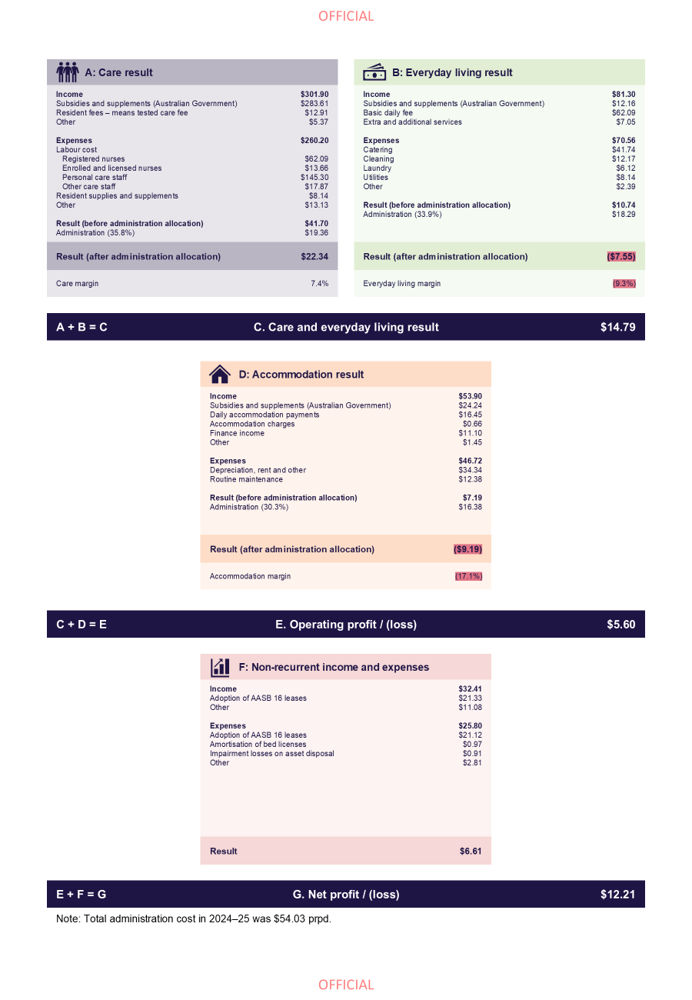 OFFICIAL
A: Care result
Income $301.90
Subsidies and supplements (Australian Government) $283.61
Resident fees – means tested care fee $12.91
Other $5.37
Expenses $260.20
Labour cost
Registered nurses $62.09
Enrolled and licensed nurses $13.66
Personal care staff $145.30
Other care staff $17.87
Resident supplies and supplements $8.14
Other $13.13
Result (before administration allocation) $41.70
Administration (35.8%) $19.36
Result (after administration allocation) $22.34
Care margin 7.4%
B: Everyday living result
Income $81.30
Subsidies and supplements (Australian Government) $12.16
Basic daily fee $62.09
Extra and additional services $7.05
Expenses $70.56
Catering $41.74
Cleaning $12.17
Laundry $6.12
Utilities $8.14
Other $2.39
Result (before administration allocation) $10.74
Administration (33.9%) $18.29
Result (after administration allocation) ($7.55)
Everyday living margin (9.3%)
A + B = C C. Care and everyday living result $14.79
D: Accommodation result
Income $53.90
Subsidies and supplements (Australian Government) $24.24
Daily accommodation payments $16.45
Accommodation charges $0.66
Finance income $11.10
Other $1.45
Expenses $46.72
Depreciation, rent and other $34.34
Routine maintenance $12.38
Result (before administration allocation) $7.19
Administration (30.3%) $16.38
Result (after administration allocation) ($9.19)
Accommodation margin (17.1%)
C + D = E E. Operating profit / (loss) $5.60
F: Non-recurrent income and expenses
Income $32.41
Adoption of AASB 16 leases $21.33
Other $11.08
Expenses $25.80
Adoption of AASB 16 leases $21.12
Amortisation of bed licenses $0.97
Impairment losses on asset disposal $0.91
Other $2.81
Result $6.61
E + F = G G. Net profit / (loss) $12.21
Note: Total administration cost in 2024–25 was $54.03 prpd.
OFFICIAL